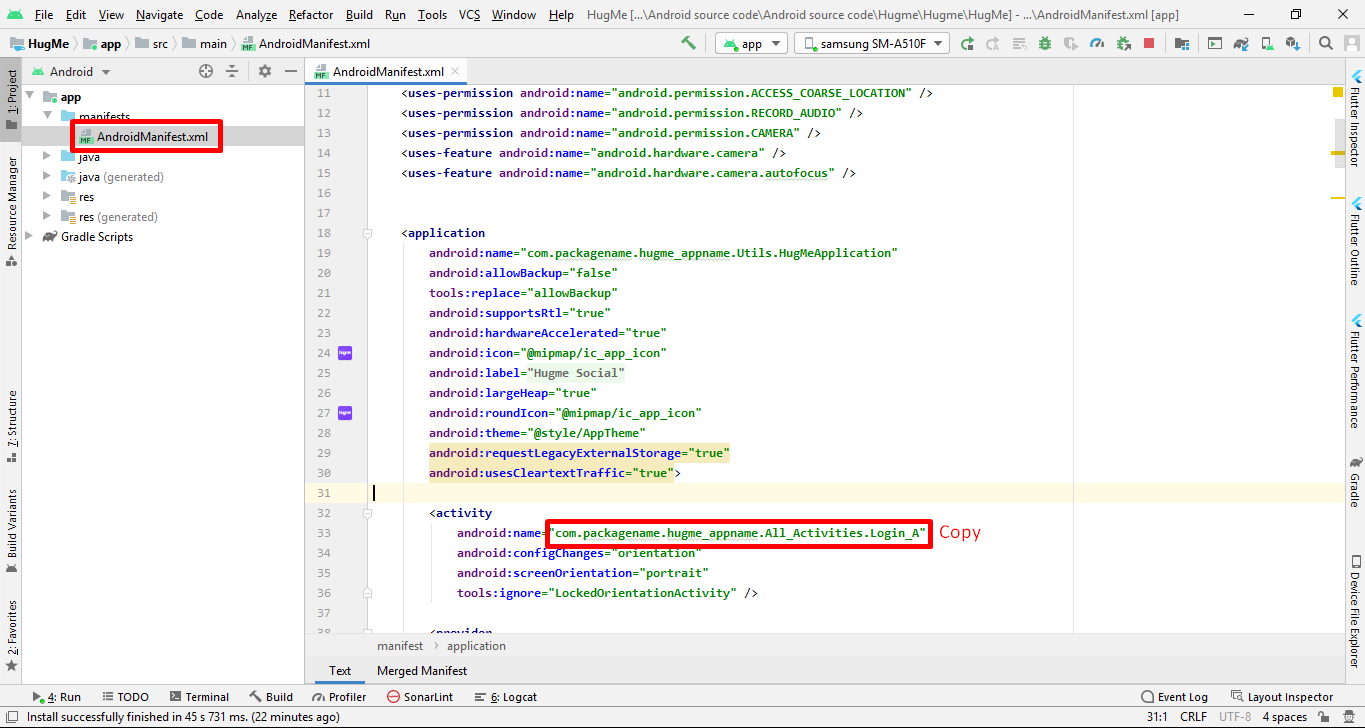 File Edit View Navigate Code Analyze Refactor Build Run Tools VCS Window Help HugMe [...\Android source code\Android source code\Hugme\Hugme\HugMe] - ...\AndroidManifest.xml [app]
HugMe app src main AndroidManifest.xml app samsung SM-A510F
Android
AndroidManifest.xml
app
manifests
AndroidManifest.xml
java
java (generated)
res
res (generated)
Gradle Scripts
1: Project
Resource Manager
7: Structure
Build Variants
2: Favorites
11 <uses-permission android:name="android.permission.ACCESS_COARSE_LOCATION" />
12 <uses-permission android:name="android.permission.RECORD_AUDIO" />
13 <uses-permission android:name="android.permission.CAMERA" />
14 <uses-feature android:name="android.hardware.camera" />
15 <uses-feature android:name="android.hardware.camera.autofocus" />
16
17
18 <application
19 android:name="com.packagename.hugme_appname.Utils.HugMeApplication"
20 android:allowBackup="false"
21 tools:replace="allowBackup"
22 android:supportsRtl="true"
23 android:hardwareAccelerated="true"
24 android:icon="@mipmap/ic_app_icon"
25 android:label="Hugme Social"
26 android:largeHeap="true"
27 android:roundIcon="@mipmap/ic_app_icon"
28 android:theme="@style/AppTheme"
29 android:requestLegacyExternalStorage="true"
30 android:usesCleartextTraffic="true">
31
32 <activity
33 android:name="com.packagename.hugme_appname.All_Activities.Login_A" Copy
34 android:configChanges="orientation"
35 android:screenOrientation="portrait"
36 tools:ignore="LockedOrientationActivity" />
37
38 <provider
manifest application
Text Merged Manifest
Flutter Inspector
Flutter Outline
Flutter Performance
Gradle
Device File Explorer
4: Run TODO Terminal Build Profiler SonarLint 6: Logcat Event Log Layout Inspector
Install successfully finished in 45 s 731 ms. (22 minutes ago) 31:1 CRLF UTF-8 4 spaces